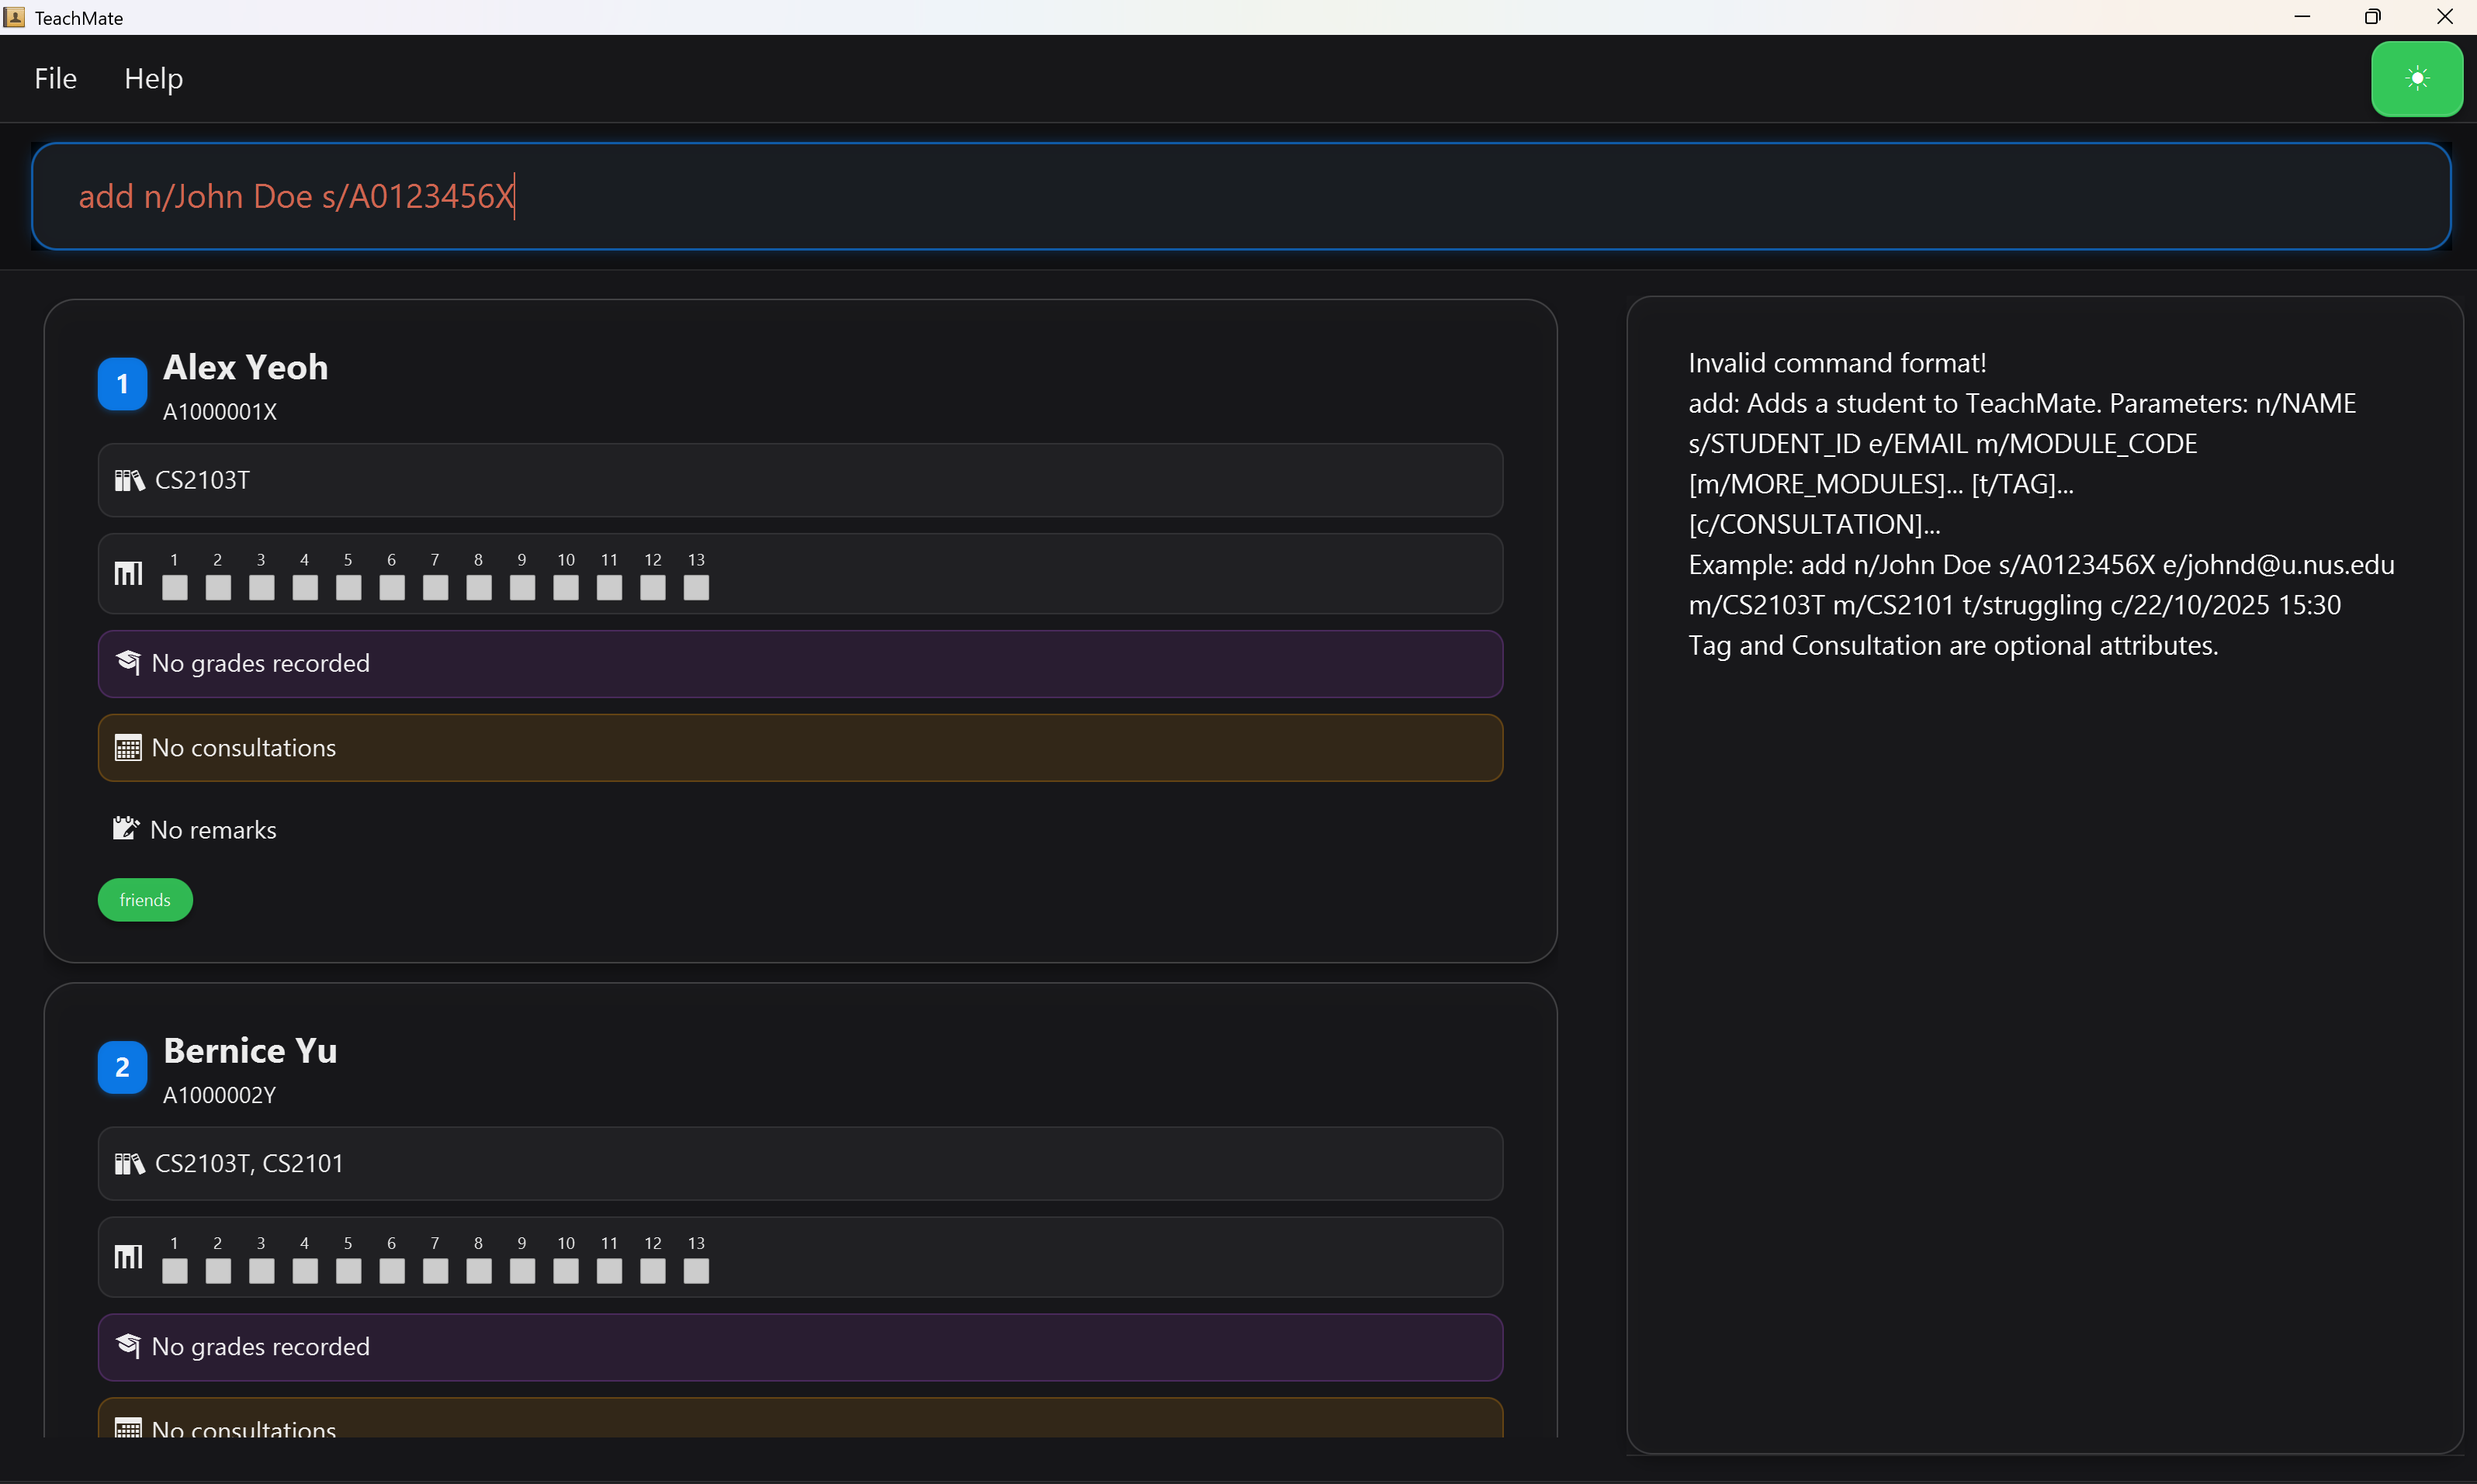 TeachMate
File Help
add n/John Doe s/A0123456X
1 Alex Yeoh
A1000001X
CS2103T
1 2 3 4 5 6 7 8 9 10 11 12 13
No grades recorded
No consultations
No remarks
friends
2 Bernice Yu
A1000002Y
CS2103T, CS2101
1 2 3 4 5 6 7 8 9 10 11 12 13
No grades recorded
No consultations
Invalid command format!
add: Adds a student to TeachMate. Parameters: n/NAME
s/STUDENT_ID e/EMAIL m/MODULE_CODE
[m/MORE_MODULES]... [t/TAG]...
[c/CONSULTATION]...
Example: add n/John Doe s/A0123456X e/johnd@u.nus.edu
m/CS2103T m/CS2101 t/struggling c/22/10/2025 15:30
Tag and Consultation are optional attributes.